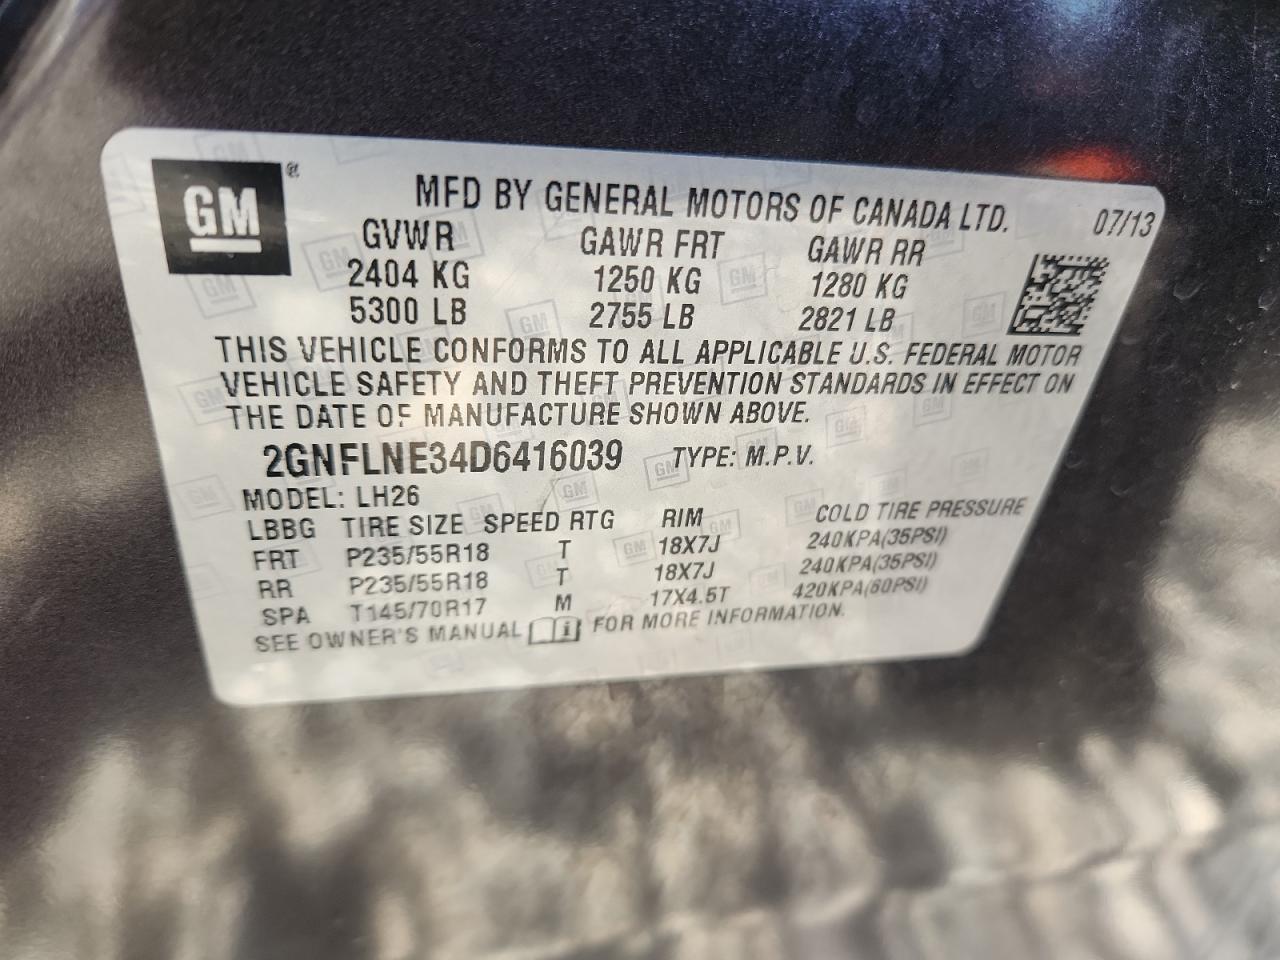 GM ®
MFD BY GENERAL MOTORS OF CANADA LTD. 07/13
GVWR GAWR FRT GAWR RR
2404 KG 1250 KG 1280 KG
5300 LB 2755 LB 2821 LB
THIS VEHICLE CONFORMS TO ALL APPLICABLE U.S. FEDERAL MOTOR
VEHICLE SAFETY AND THEFT PREVENTION STANDARDS IN EFFECT ON
THE DATE OF MANUFACTURE SHOWN ABOVE.
2GNFLNE34D6416039 TYPE: M.P.V.
MODEL: LH26
LBBG TIRE SIZE SPEED RTG RIM COLD TIRE PRESSURE
FRT P235/55R18 T 18X7J 240KPA(35PSI)
RR P235/55R18 T 18X7J 240KPA(35PSI)
SPA T145/70R17 M 17X4.5T 420KPA(60PSI)
SEE OWNER'S MANUAL i FOR MORE INFORMATION.